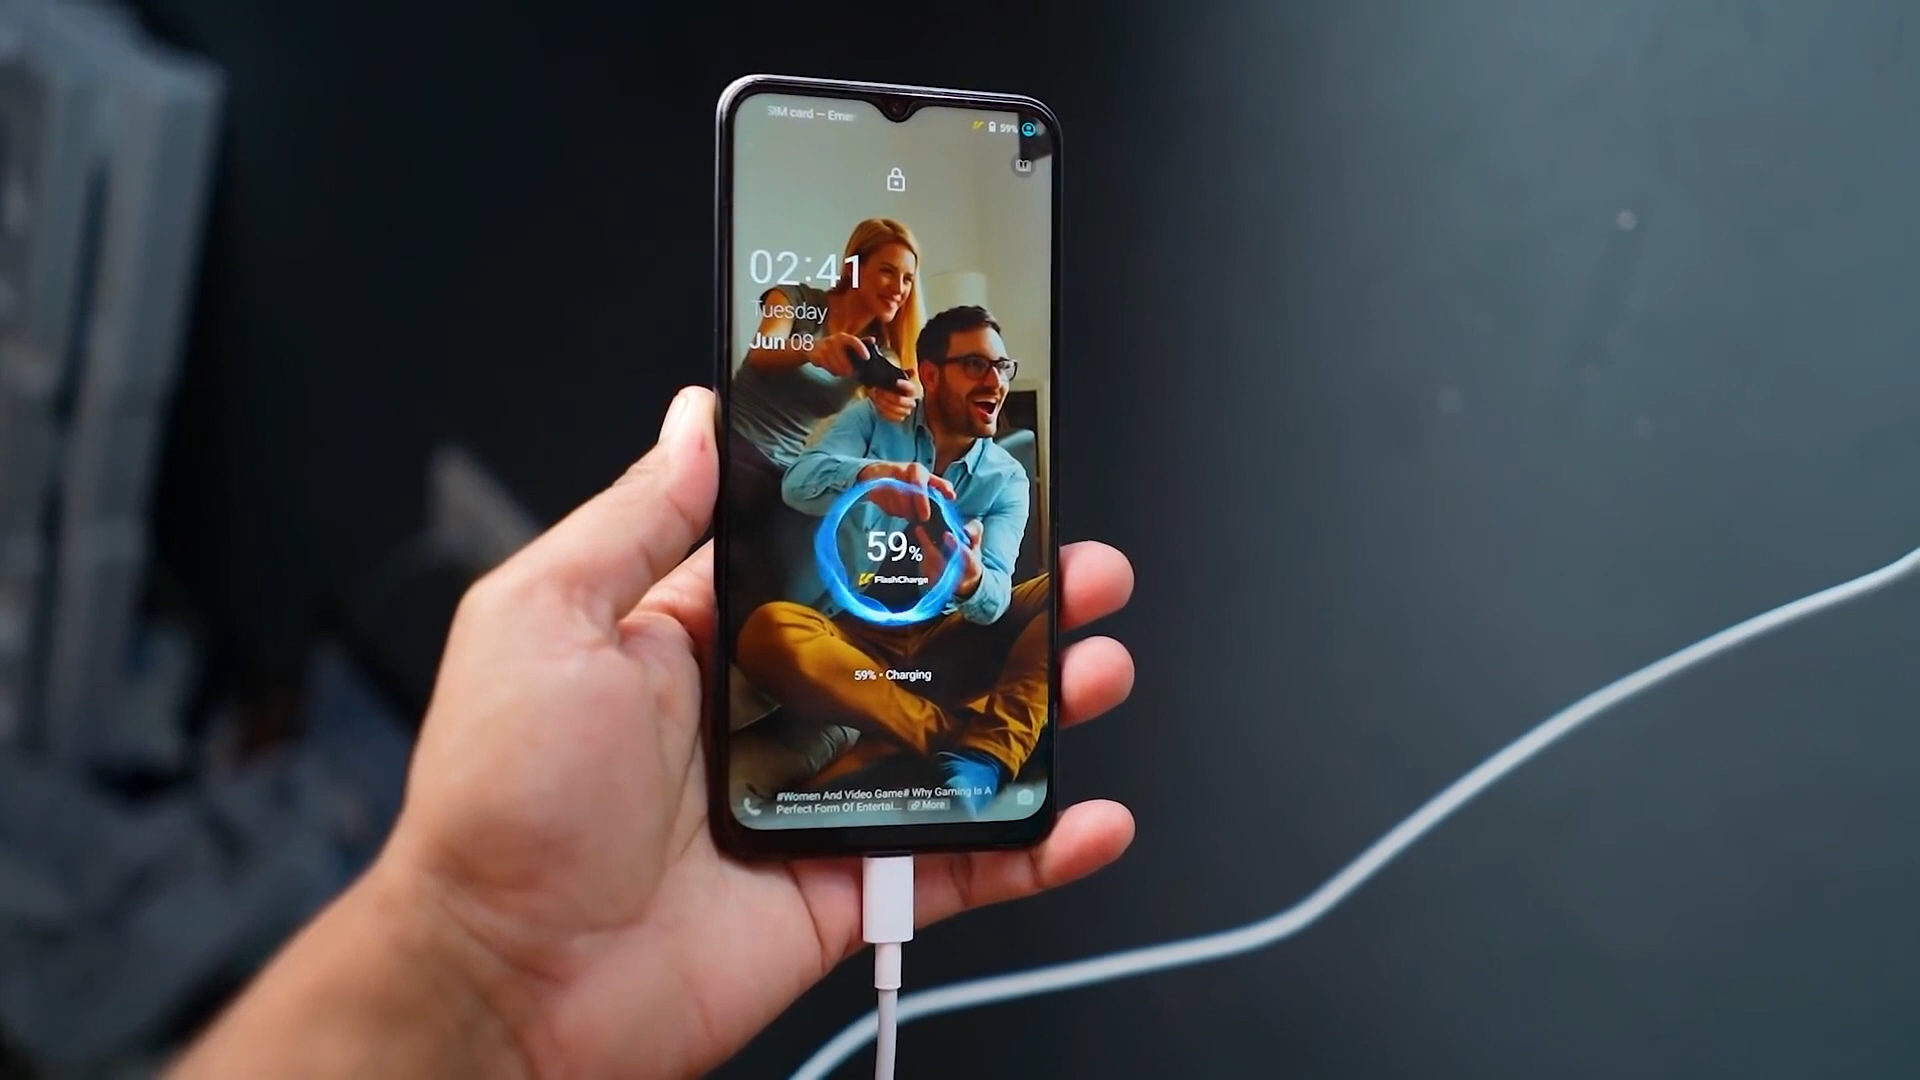 SIM card — Eme
59%
02:41
Tuesday
Jun 08
59%
FlashCharge
59% - Charging
#Women And Video Game# Why Gaming Is A
Perfect Form Of Entertai... More